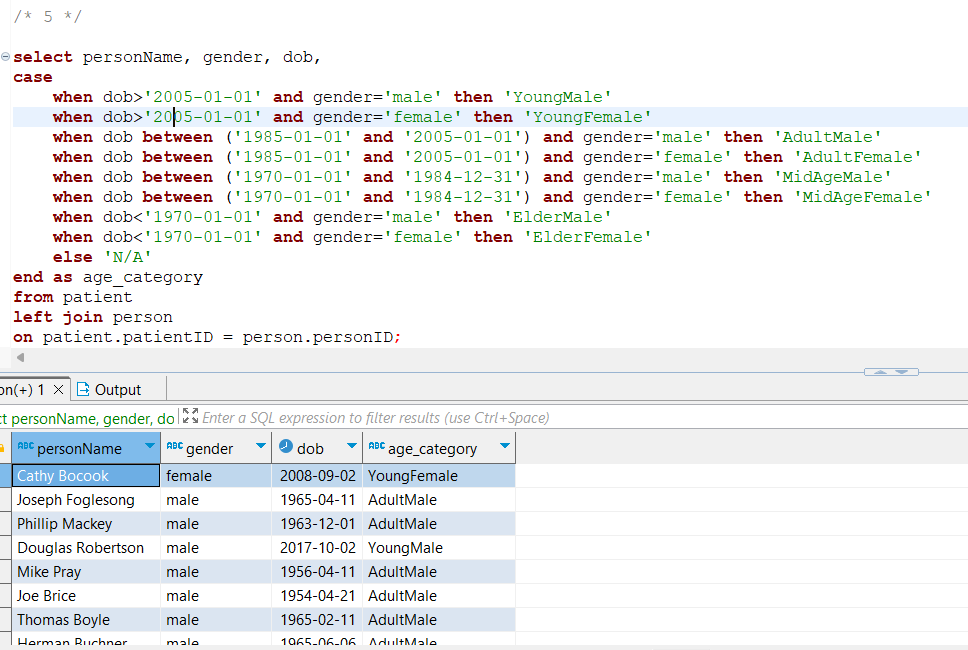 /* 5 */
select personName, gender, dob,
case
when dob>'2005-01-01' and gender='male' then 'YoungMale'
when dob>'2005-01-01' and gender='female' then 'YoungFemale'
when dob between ('1985-01-01' and '2005-01-01') and gender='male' then 'AdultMale'
when dob between ('1985-01-01' and '2005-01-01') and gender='female' then 'AdultFemale'
when dob between ('1970-01-01' and '1984-12-31') and gender='male' then 'MidAgeMale'
when dob between ('1970-01-01' and '1984-12-31') and gender='female' then 'MidAgeFemale'
when dob<'1970-01-01' and gender='male' then 'ElderMale'
when dob<'1970-01-01' and gender='female' then 'ElderFemale'
else 'N/A'
end as age_category
from patient
left join person
on patient.patientID = person.personID;
on(+) 1 Output
ct personName, gender, do Enter a SQL expression to filter results (use Ctrl+Space)
ABC personName ABC gender dob ABC age_category
Cathy Bocook female 2008-09-02 YoungFemale
Joseph Foglesong male 1965-04-11 AdultMale
Phillip Mackey male 1963-12-01 AdultMale
Douglas Robertson male 2017-10-02 YoungMale
Mike Pray male 1956-04-11 AdultMale
Joe Brice male 1954-04-21 AdultMale
Thomas Boyle male 1965-02-11 AdultMale
Herman Buchner male 1965-06-06 AdultMale